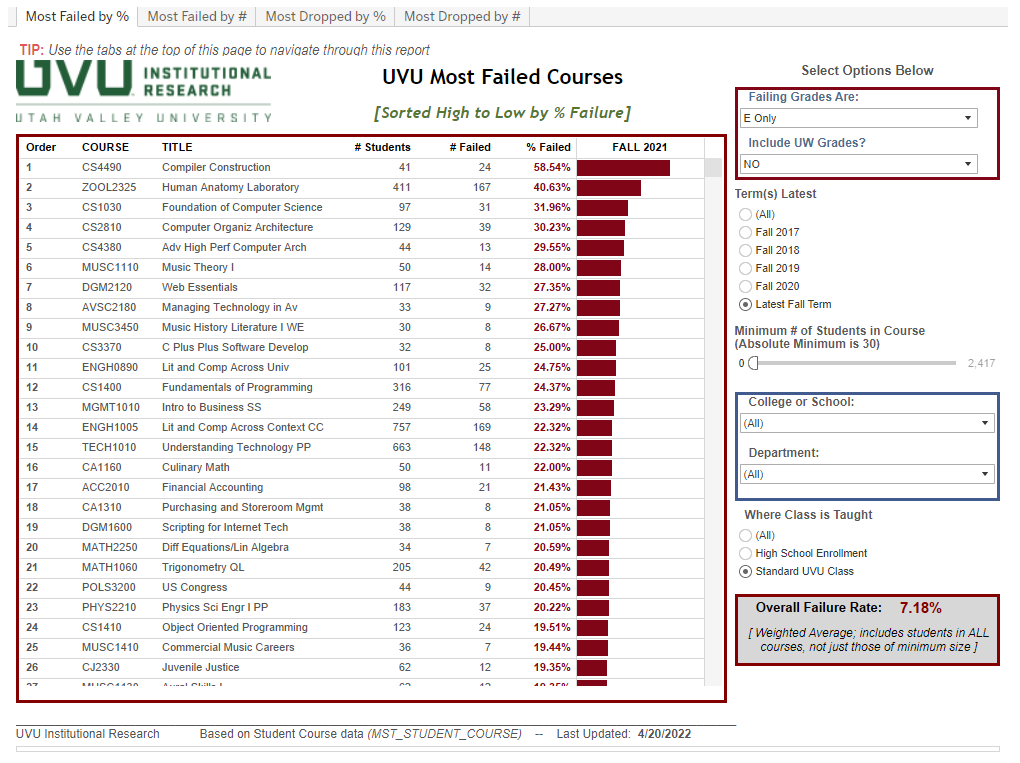 Most Failed by % Most Failed by # Most Dropped by % Most Dropped by #
TIP: Use the tabs at the top of this page to navigate through this report
UVU INSTITUTIONAL
RESEARCH
UTAH VALLEY UNIVERSITY
UVU Most Failed Courses
[Sorted High to Low by % Failure]
Order COURSE TITLE # Students # Failed % Failed FALL 2021
1 CS4490 Compiler Construction 41 24 58.54%
2 ZOOL2325 Human Anatomy Laboratory 411 167 40.63%
3 CS1030 Foundation of Computer Science 97 31 31.96%
4 CS2810 Computer Organiz Architecture 129 39 30.23%
5 CS4380 Adv High Perf Computer Arch 44 13 29.55%
6 MUSC1110 Music Theory I 50 14 28.00%
7 DGM2120 Web Essentials 117 32 27.35%
8 AVSC2180 Managing Technology in Av 33 9 27.27%
9 MUSC3450 Music History Literature I WE 30 8 26.67%
10 CS3370 C Plus Plus Software Develop 32 8 25.00%
11 ENGH0890 Lit and Comp Across Univ 101 25 24.75%
12 CS1400 Fundamentals of Programming 316 77 24.37%
13 MGMT1010 Intro to Business SS 249 58 23.29%
14 ENGH1005 Lit and Comp Across Context CC 757 169 22.32%
15 TECH1010 Understanding Technology PP 663 148 22.32%
16 CA1160 Culinary Math 50 11 22.00%
17 ACC2010 Financial Accounting 98 21 21.43%
18 CA1310 Purchasing and Storeroom Mgmt 38 8 21.05%
19 DGM1600 Scripting for Internet Tech 38 8 21.05%
20 MATH2250 Diff Equations/Lin Algebra 34 7 20.59%
21 MATH1060 Trigonometry QL 205 42 20.49%
22 POLS3200 US Congress 44 9 20.45%
23 PHYS2210 Physics Sci Engr I PP 183 37 20.22%
24 CS1410 Object Oriented Programming 123 24 19.51%
25 MUSC1410 Commercial Music Careers 36 7 19.44%
26 CJ2330 Juvenile Justice 62 12 19.35%
Select Options Below
Failing Grades Are:
E Only
Include UW Grades?
NO
Term(s) Latest
(All)
Fall 2017
Fall 2018
Fall 2019
Fall 2020
Latest Fall Term
Minimum # of Students in Course
(Absolute Minimum is 30)
0 2,417
College or School:
(All)
Department:
(All)
Where Class is Taught
(All)
High School Enrollment
Standard UVU Class
Overall Failure Rate: 7.18%
[ Weighted Average; includes students in ALL
courses, not just those of minimum size ]
UVU Institutional Research Based on Student Course data (MST_STUDENT_COURSE) -- Last Updated: 4/20/2022